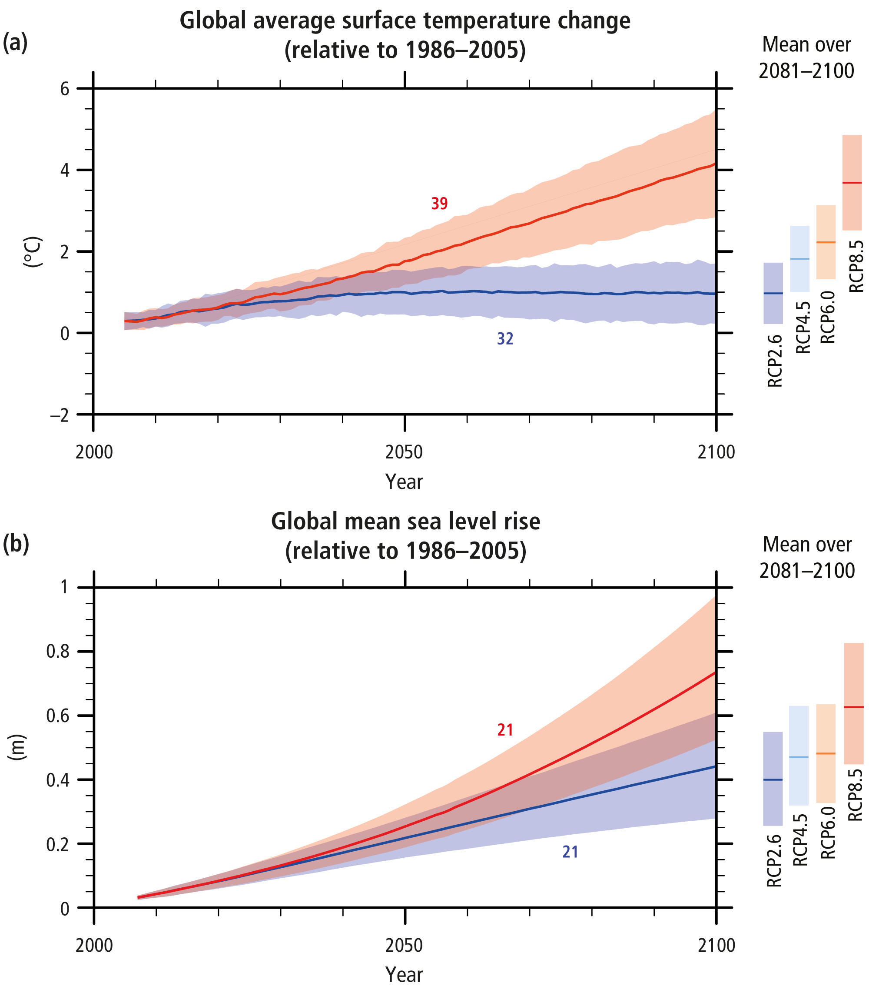 (a)
Global average surface temperature change
(relative to 1986–2005)
Mean over
2081–2100
6
4
2
0
–2
(°C)
39
32
RCP2.6
RCP4.5
RCP6.0
RCP8.5
2000
2050
2100
Year
(b)
Global mean sea level rise
(relative to 1986–2005)
Mean over
2081–2100
1
0.8
0.6
0.4
0.2
0
(m)
21
21
RCP2.6
RCP4.5
RCP6.0
RCP8.5
2000
2050
2100
Year